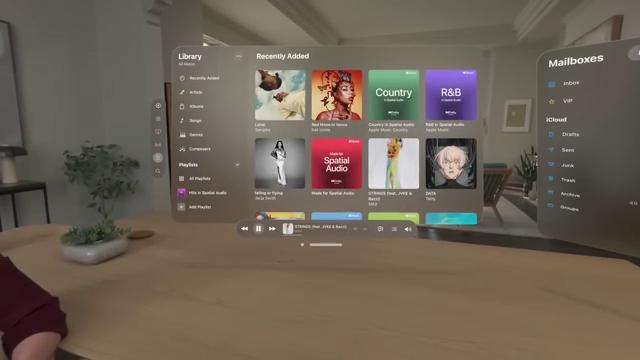 Library
All Music
Recently Added
Artists
Albums
Songs
Genres
Composers
Playlists
All Playlists
Hits in Spatial Audio
Add Playlist
Recently Added
Lahai
Sampha
Red Moon in Venus
Kali Uchis
Country
in Spatial Audio
Country in Spatial Audio
Apple Music Country
R&B
in Spatial Audio
R&B in Spatial Audio
Apple Music
falling or flying
Jorja Smith
Made for
Spatial
Audio
Made for Spatial Audio
STRINGS (feat. JVKE & Bazzi)
MAX
DATA
Tainy
STRINGS (feat. JVKE & Bazzi)
Mailboxes
Inbox
VIP
iCloud
Drafts
Sent
Junk
Trash
Archive
Groups